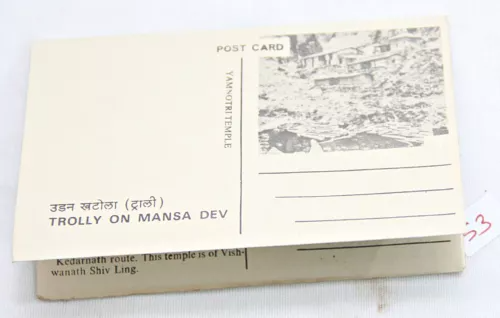 POST CARD
YAMNOTRI TEMPLE
उडन खटोला (ट्राली)
TROLLY ON MANSA DEV
Kedarnath route. This temple is of Vish-
wanath Shiv Ling.
53